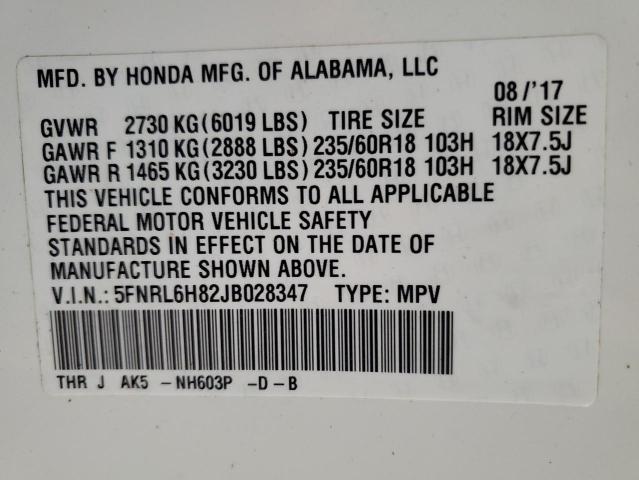 MFD. BY HONDA MFG. OF ALABAMA, LLC
08/'17
GVWR 2730 KG(6019 LBS) TIRE SIZE RIM SIZE
GAWR F 1310 KG(2888 LBS)235/60R18 103H 18X7.5J
GAWR R 1465 KG(3230 LBS)235/60R18 103H 18X7.5J
THIS VEHICLE CONFORMS TO ALL APPLICABLE
FEDERAL MOTOR VEHICLE SAFETY
STANDARDS IN EFFECT ON THE DATE OF
MANUFACTURE SHOWN ABOVE.
V.I.N.: 5FNRL6H82JB028347 TYPE: MPV
THR J AK5 -NH603P -D-B